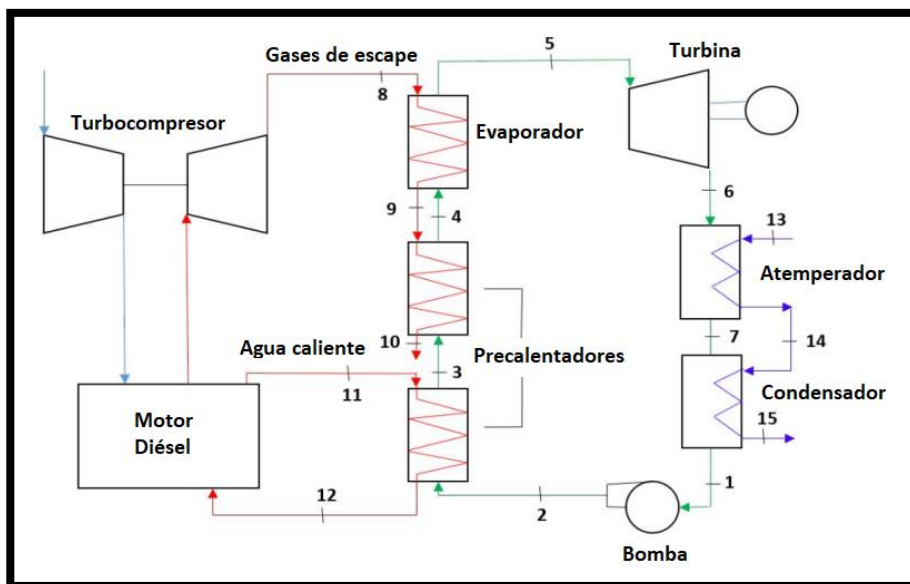 5
Turbina
Gases de escape
8
Turbocompresor
Evaporador
6
9
4
13
Atemperador
10
7
14
Agua caliente
Precalentadores
3
11
Condensador
15
Motor
Diésel
12
2
1
Bomba